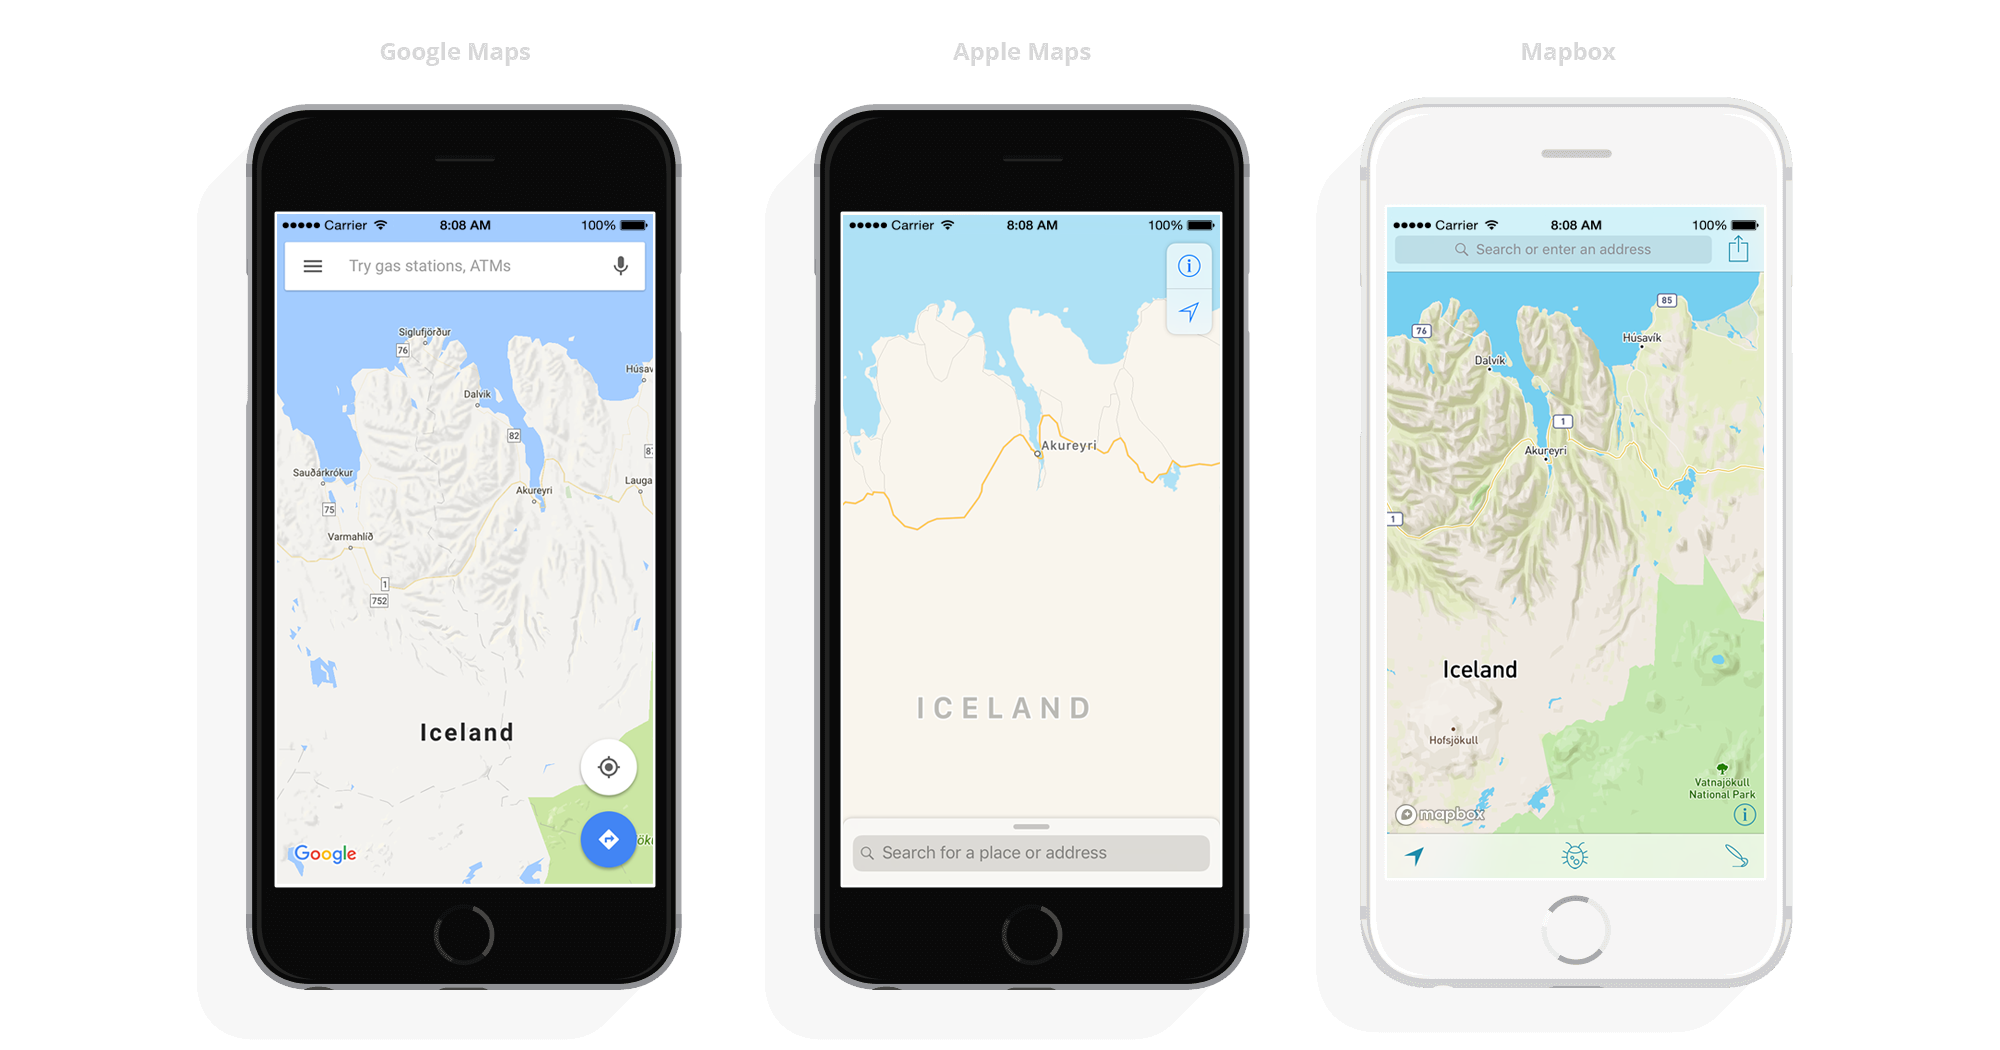 Google Maps
Apple Maps
Mapbox
Carrier 8:08 AM 100%
Try gas stations, ATMs
Siglufjörður
76
Húsav
Dalvik
82
87
Sauðárkrókur
Akureyri
Lauga
75
Varmahlíð
1
752
Iceland
Google
Carrier 8:08 AM 100%
Akureyri
ICELAND
Search for a place or address
Carrier 8:08 AM 100%
Search or enter an address
85
76
Húsavík
Dalvík
1
Akureyri
1
Iceland
Hofsjökull
Vatnajökull
National Park
mapbox